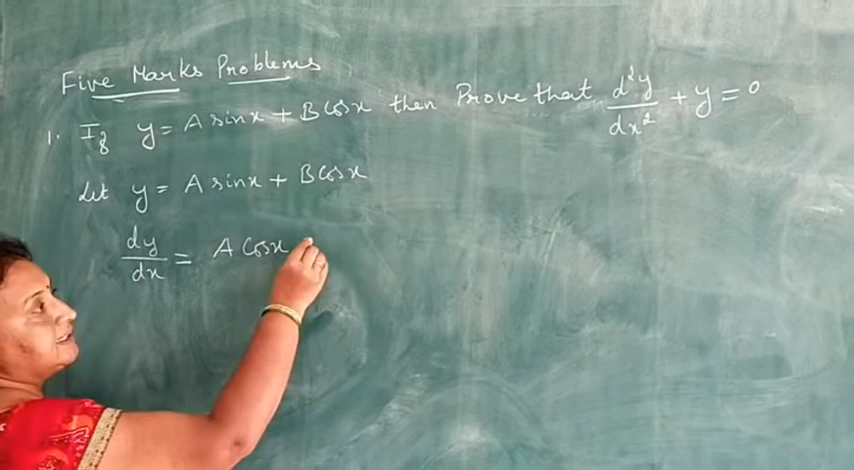 Five Marks Problems
1. If y = A sinx + B cosx then Prove that d²y/dx² + y = 0
Let y = A sinx + B cosx
dy/dx = A cosx